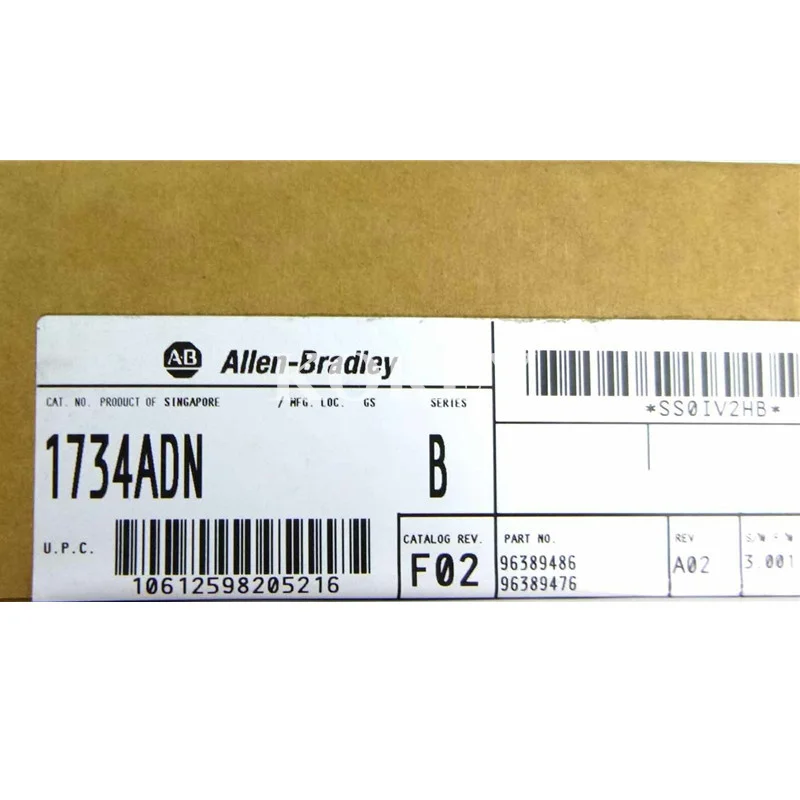 AB Allen-Bradley
*SS0IV2HB*
CAT. NO. PRODUCT OF SINGAPORE / MFG. LOC. GS SERIES
1734ADN B
U.P.C.
10612598205216
CATALOG REV.
F02
PART NO.
96389486
96389476
REV
A02
3.001